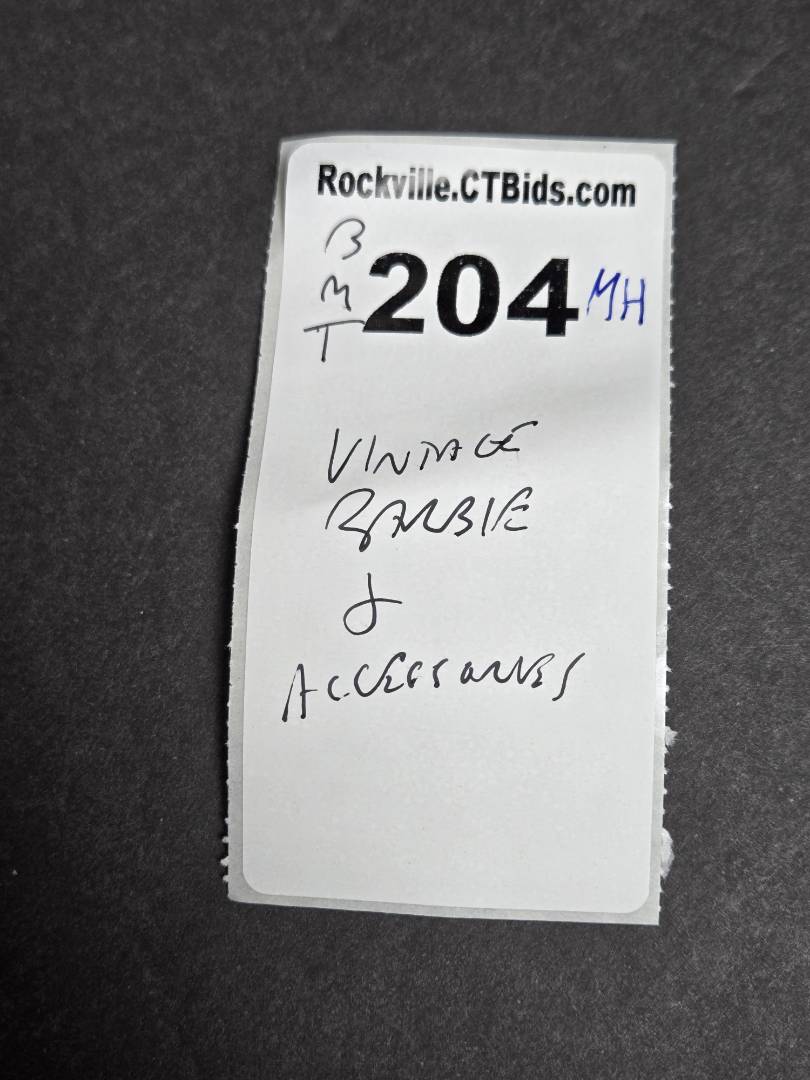 Rockville.CTBids.com
B
M
T
204 MH
VINTAGE
BARBIE
&
ACCESSORIES